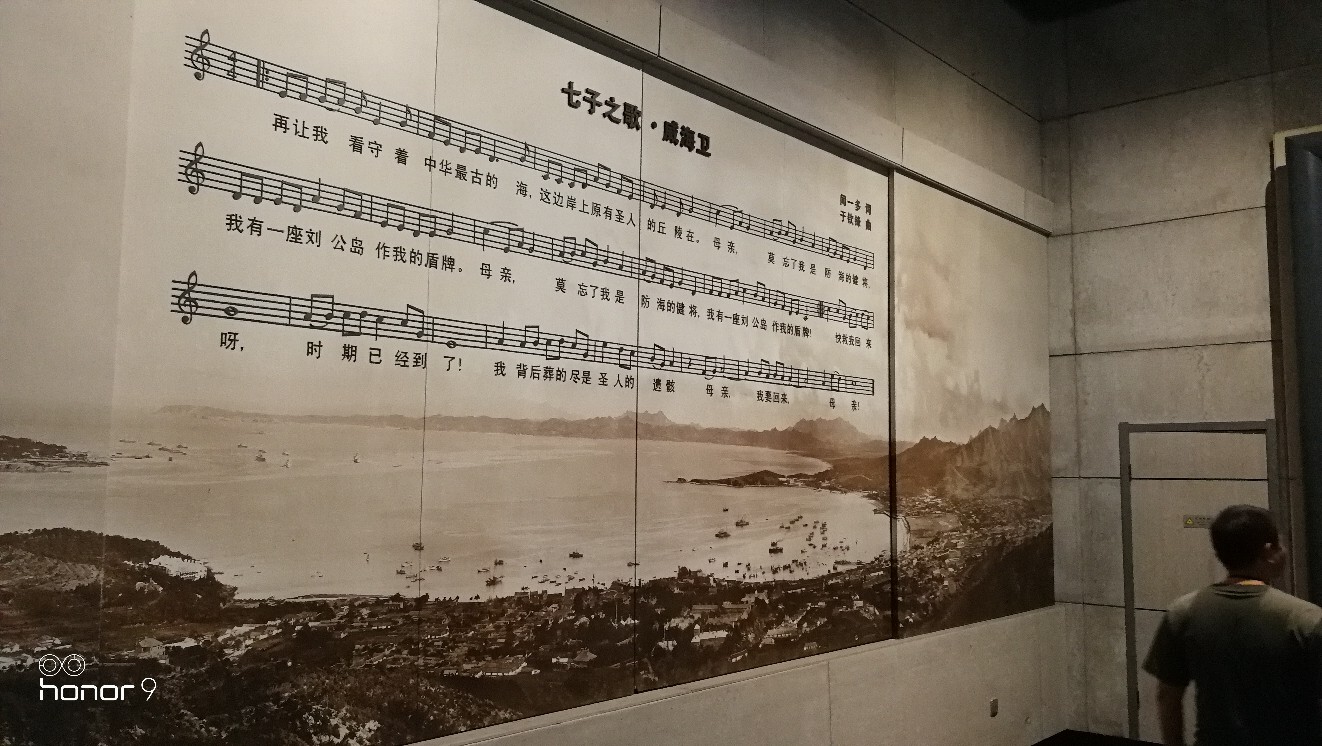 七子之歌·威海卫
闻一多 词
于钦峰 曲
再让我 看守 着 中华最古的 海,这边岸上原有圣人 的丘 陵在。母 亲, 莫 忘了我 是 防 海的健 将,
我有一座刘 公岛 作我的盾牌。母 亲, 莫 忘了我 是 防 海的健 将,我有一座刘 公岛 作我的盾牌! 快救我回 来
呀, 时 期 已 经到 了! 我 背后葬的尽是 圣 人的 遗骸 母 亲, 我要回来, 母 亲!
honor 9